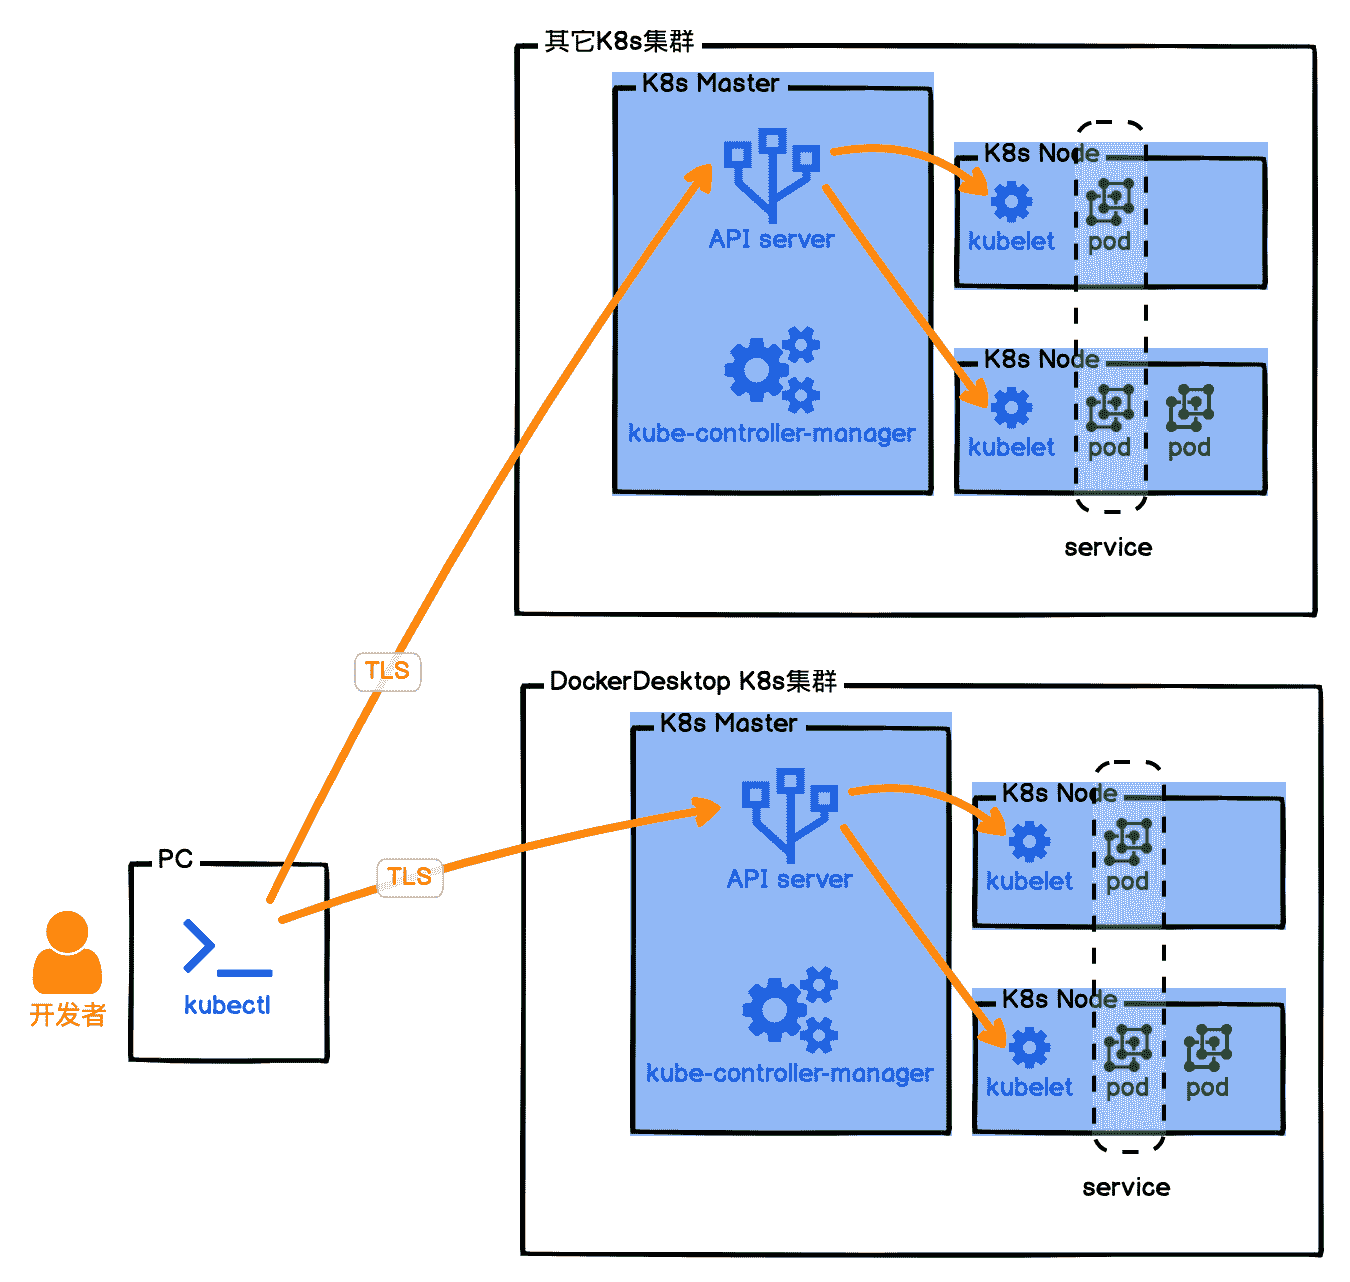 其它K8s集群
K8s Master
API server
kube-controller-manager
K8s Node
kubelet
pod
K8s Node
kubelet
pod
pod
service
TLS
DockerDesktop K8s集群
K8s Master
API server
kube-controller-manager
K8s Node
kubelet
pod
K8s Node
kubelet
pod
pod
service
TLS
PC
kubectl
开发者